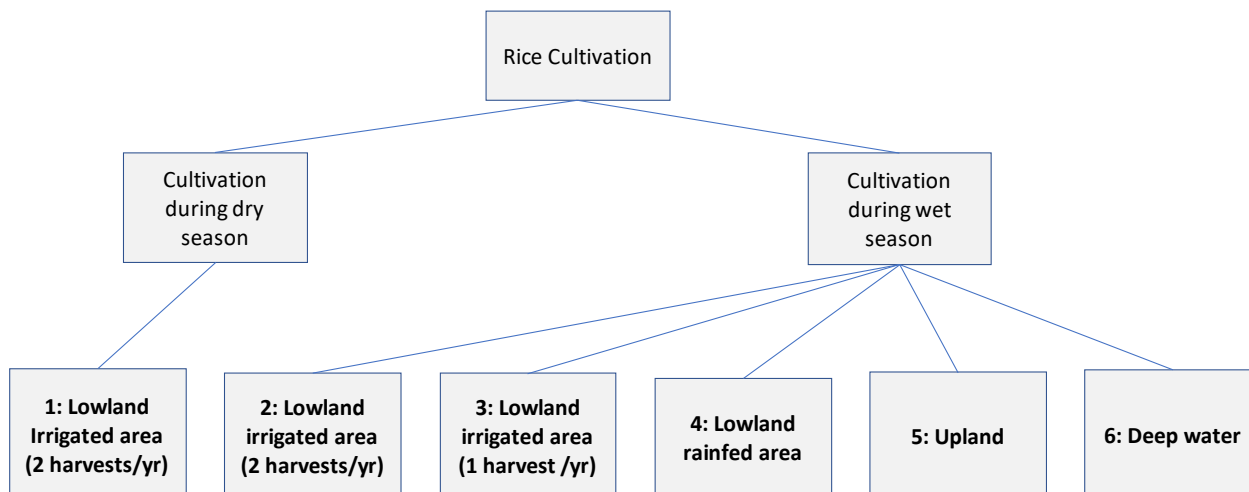 Rice Cultivation
Cultivation
during dry
season
Cultivation
during wet
season
1: Lowland
Irrigated area
(2 harvests/yr)
2: Lowland
irrigated area
(2 harvests/yr)
3: Lowland
irrigated area
(1 harvest /yr)
4: Lowland
rainfed area
5: Upland
6: Deep water